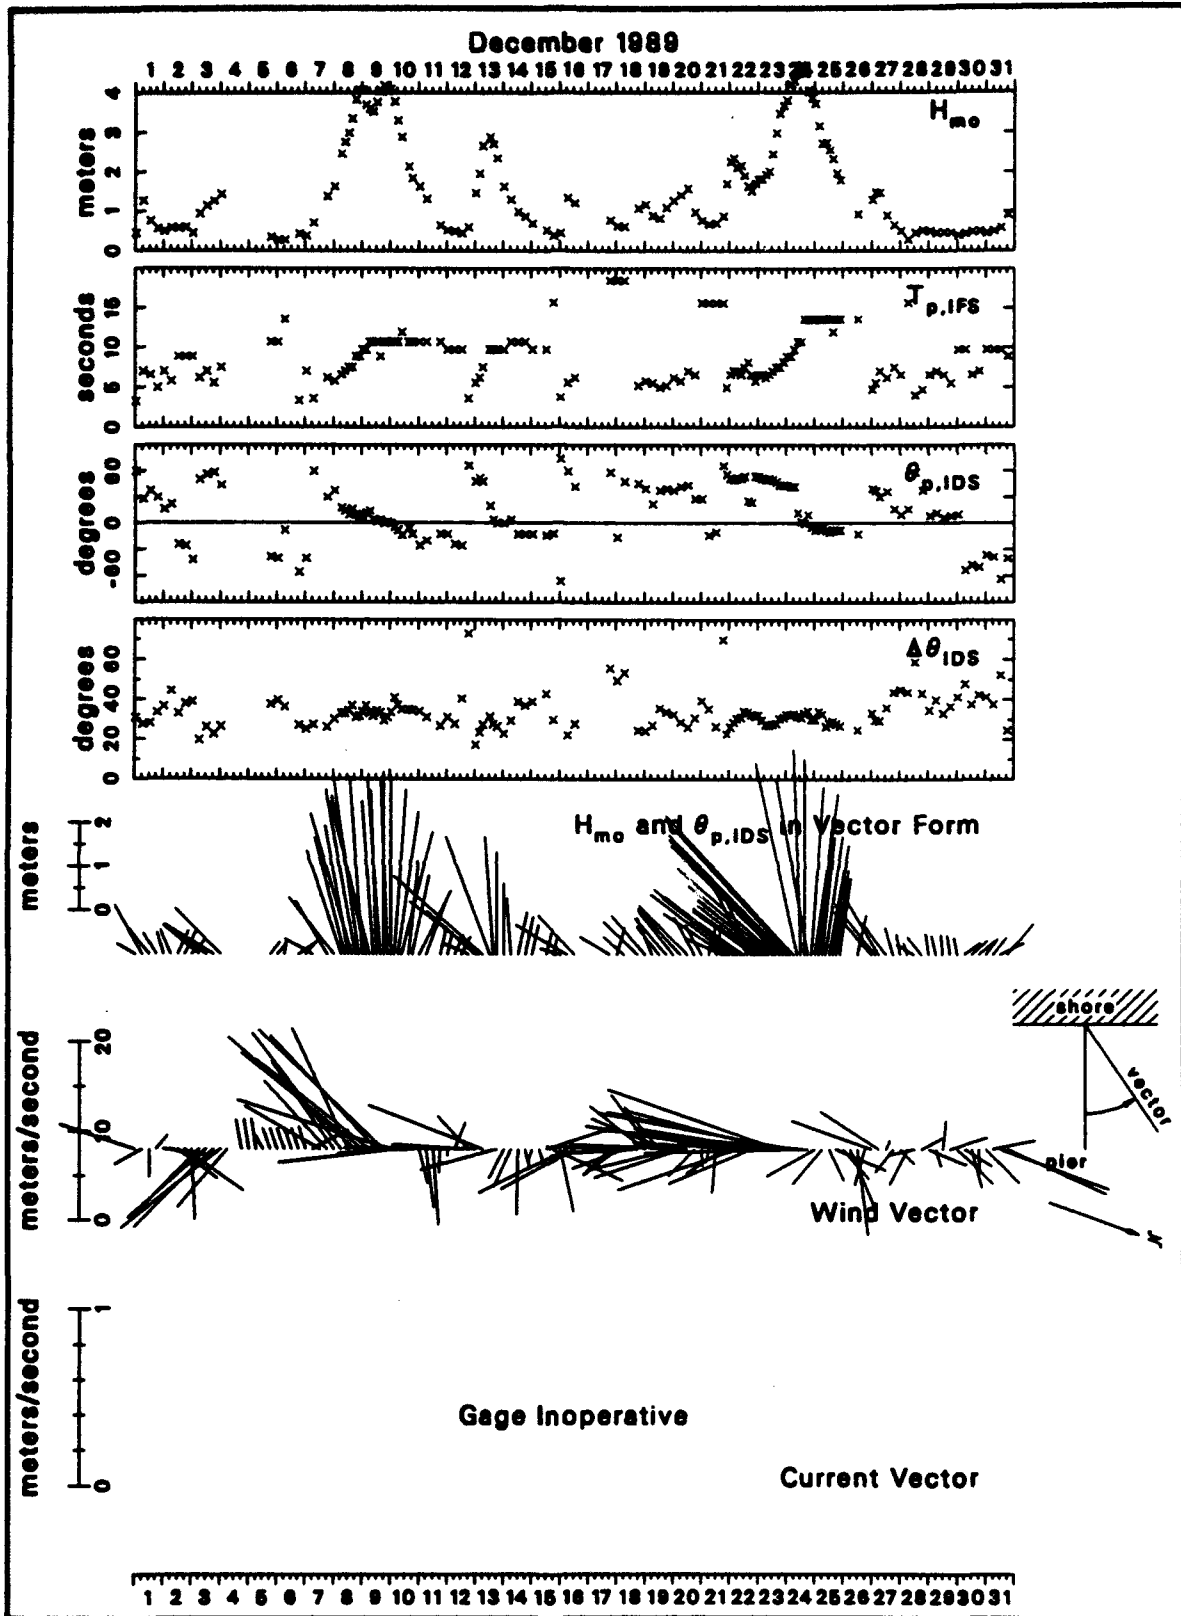 December 1989
1 2 3 4 5 6 7 8 9 10 11 12 13 14 15 16 17 18 19 20 21 22 23 24 25 26 27 28 29 30 31
meters
4
3
2
1
0
H mo
seconds
15
10
5
0
T p,IFS
degrees
60
0
-60
θ p,IDS
degrees
60
40
20
0
Δθ IDS
meters
2
1
0
H mo and θ p,IDS in Vector Form
shore
vector
pier
N
meters/second
20
10
0
Wind Vector
meters/second
1
0
Gage Inoperative
Current Vector
1 2 3 4 5 6 7 8 9 10 11 12 13 14 15 16 17 18 19 20 21 22 23 24 25 26 27 28 29 30 31